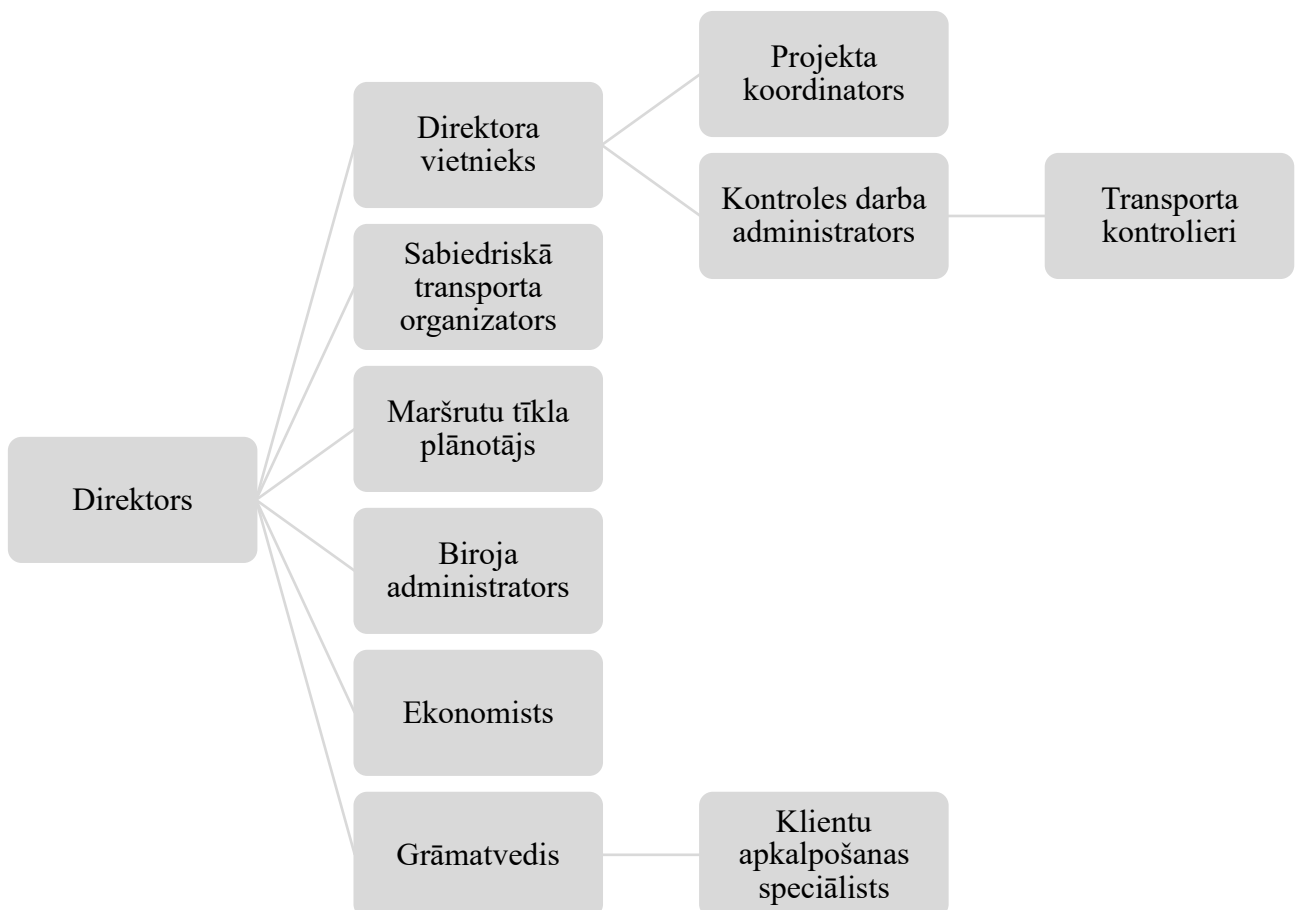 Projekta
koordinators
Direktora
vietnieks
Kontroles darba
administrators
Transporta
kontrolieri
Sabiedriskā
transporta
organizators
Maršrutu tīkla
plānotājs
Direktors
Biroja
administrators
Ekonomists
Grāmatvedis
Klientu
apkalpošanas
speciālists